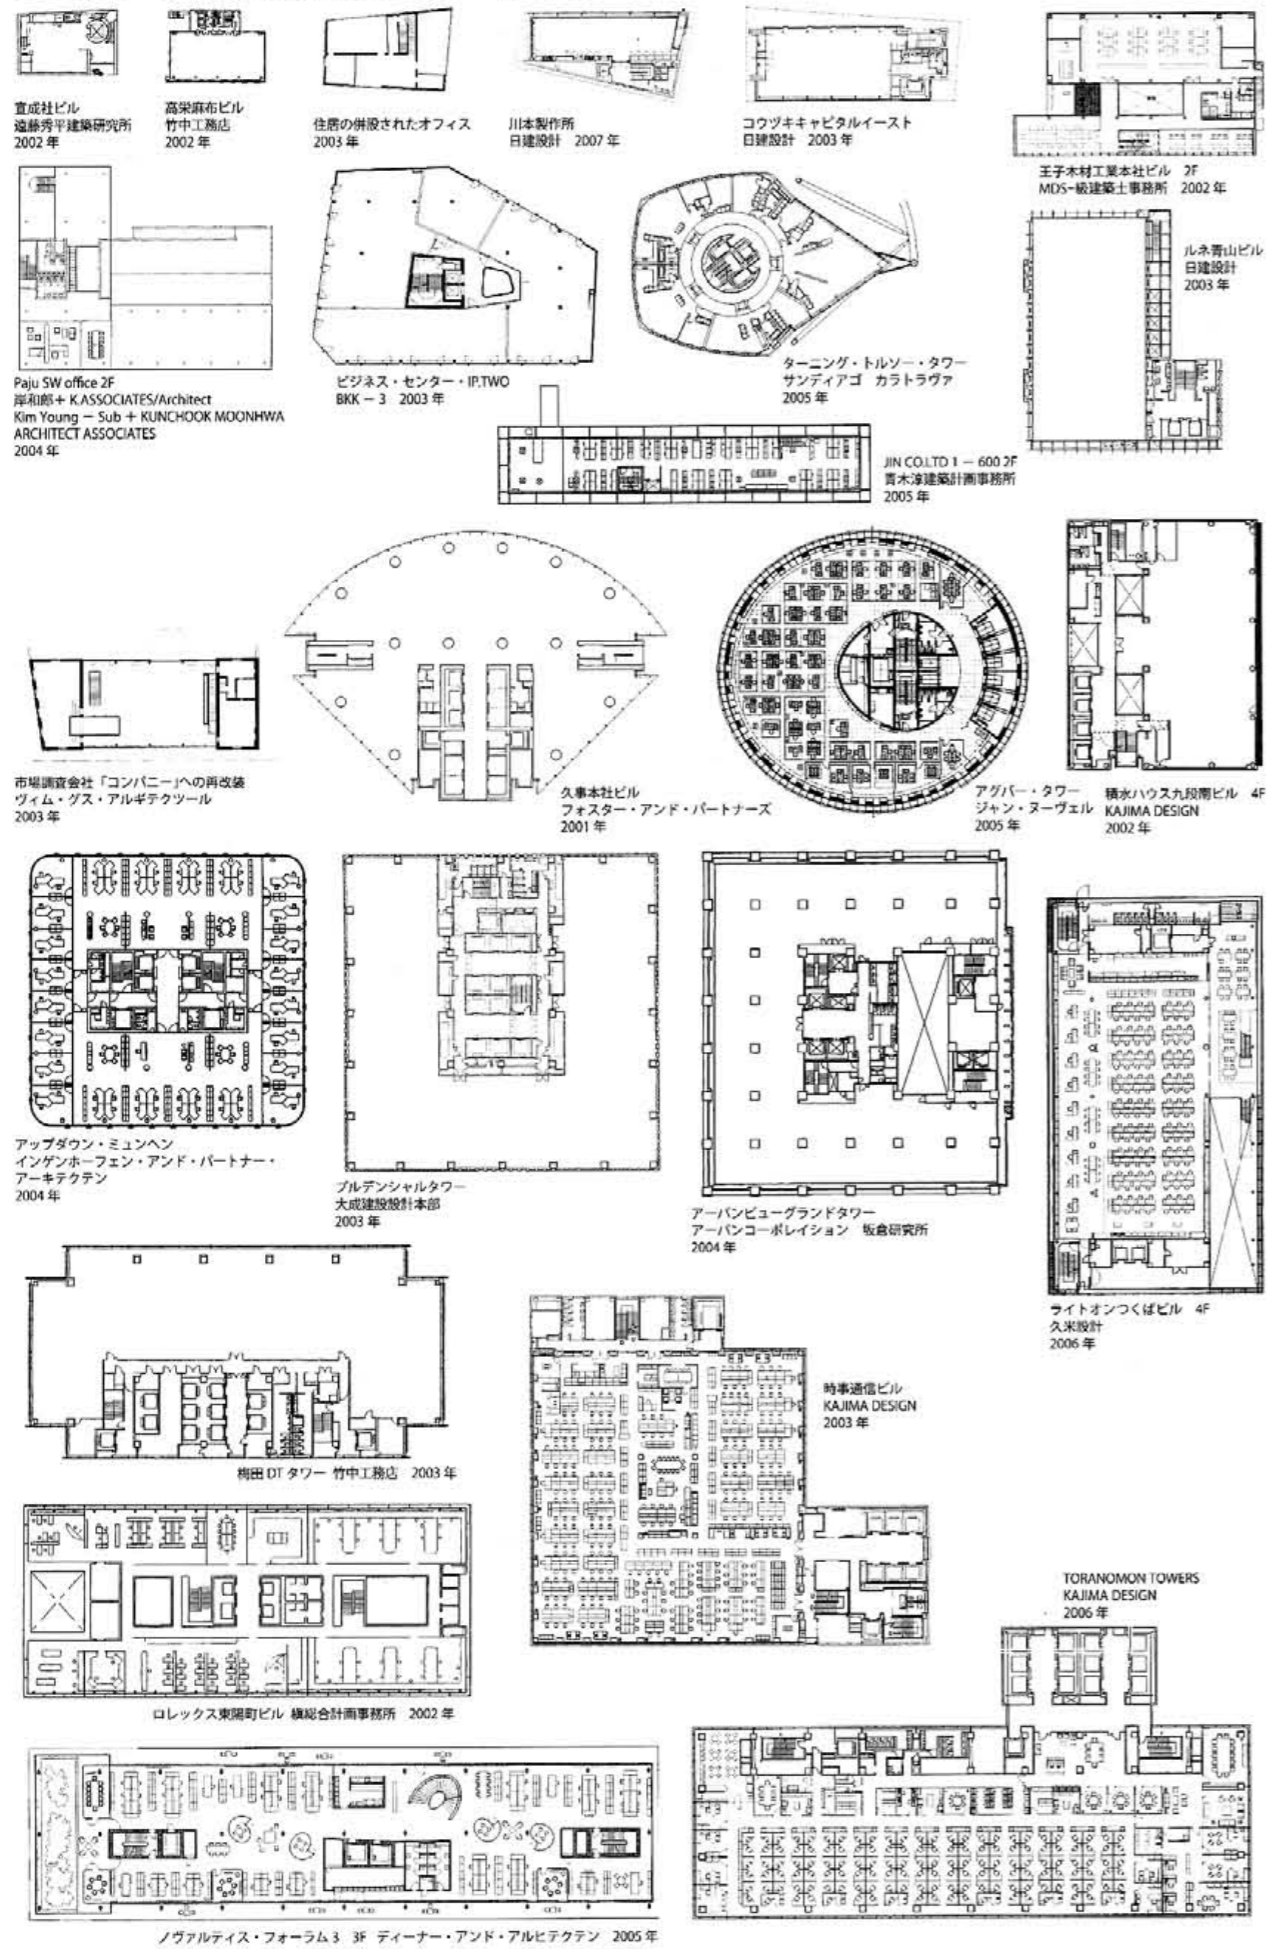 宣成社ビル
遠藤秀平建築研究所
2002年
高栄麻布ビル
竹中工務店
2002年
住居の併設されたオフィス
2003年
川本製作所
日建設計　2007年
コウヅキキャピタルイースト
日建設計　2003年
王子木材工業本社ビル　2F
MDS一級建築士事務所　2002年
ルネ青山ビル
日建設計
2003年
Paju SW office 2F
岸和郎＋K.ASSOCIATES/Architect
Kim Young － Sub ＋ KUNCHOOK MOONHWA
ARCHITECT ASSOCIATES
2004年
ビジネス・センター・IP.TWO
BKK － 3　2003年
ターニング・トルソー・タワー
サンティアゴ　カラトラヴァ
2005年
JIN CO.LTD 1 － 600 2F
青木淳建築計画事務所
2005年
市場調査会社「コンパニー」への再改装
ヴィム・グス・アルギテクツール
2003年
久事本社ビル
フォスター・アンド・パートナーズ
2001年
アグバー・タワー
ジャン・ヌーヴェル
2005年
積水ハウス九段南ビル　4F
KAJIMA DESIGN
2002年
アップダウン・ミュンヘン
インゲンホーフェン・アンド・パートナー・
アーキテクテン
2004年
プルデンシャルタワー
大成建設設計本部
2003年
アーバンビューグランドタワー
アーバンコーポレイション　坂倉研究所
2004年
ライトオンつくばビル　4F
久米設計
2006年
梅田DTタワー 竹中工務店　2003年
時事通信ビル
KAJIMA DESIGN
2003年
ロレックス東陽町ビル 槇総合計画事務所　2002年
TORANOMON TOWERS
KAJIMA DESIGN
2006年
ノヴァルティス・フォーラム3　3F　ディーナー・アンド・アルヒテクテン　2005年